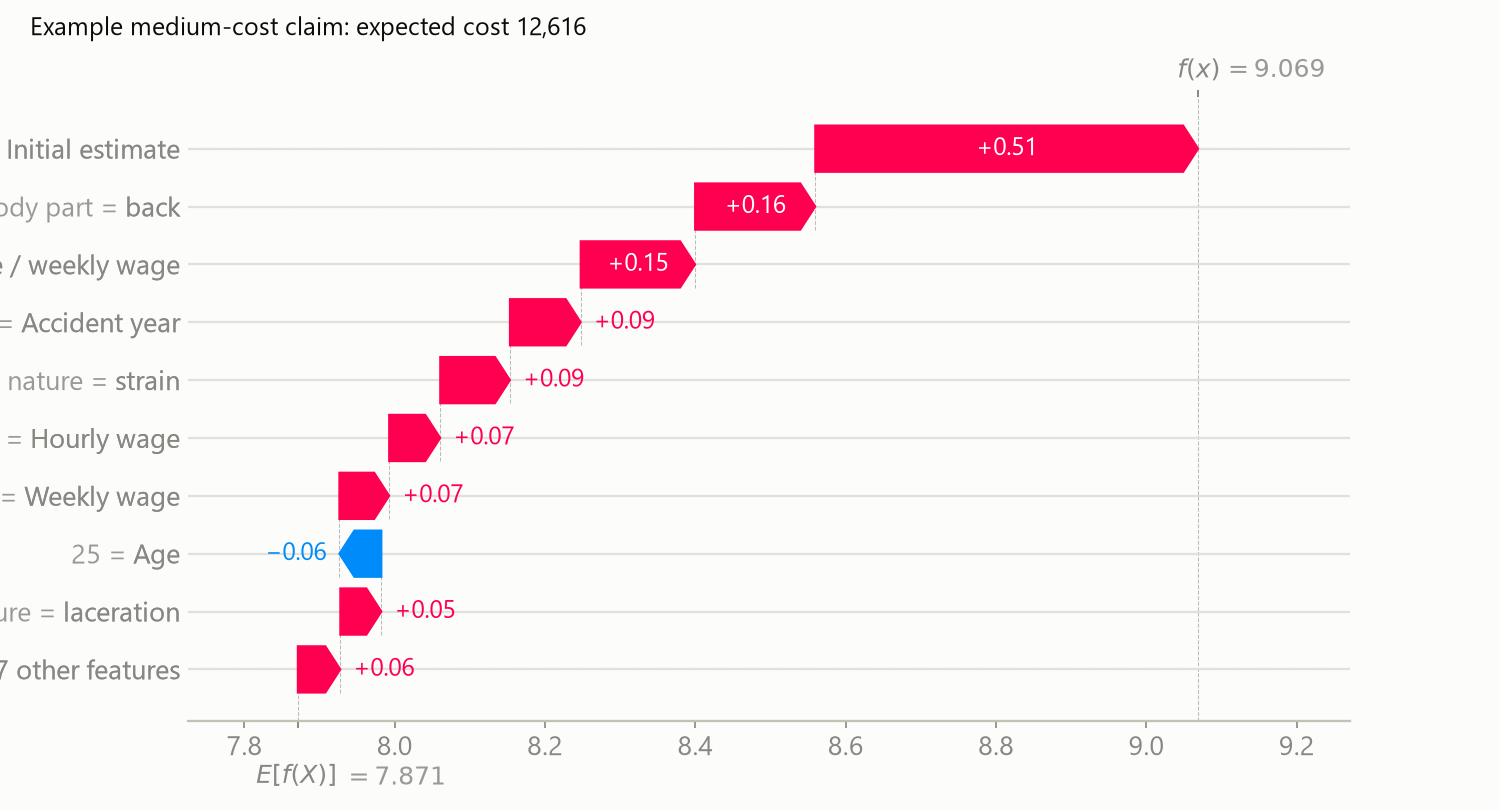 Example medium-cost claim: expected cost 12,616
f(x) = 9.069
Initial estimate
+0.51
part = back
+0.16
/ weekly wage
+0.15
= Accident year
+0.09
nature = strain
+0.09
= Hourly wage
+0.07
= Weekly wage
+0.07
25 = Age
−0.06
= laceration
+0.05
7 other features
+0.06
7.8 8.0 8.2 8.4 8.6 8.8 9.0 9.2
E[f(X)] = 7.871